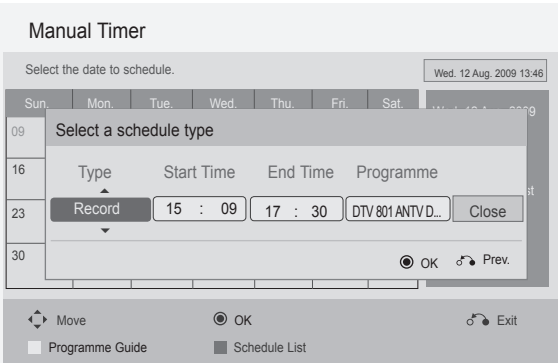 Manual Timer
Select the date to schedule.
Wed. 12 Aug. 2009 13:46
Sun. Mon. Tue. Wed. Thu. Fri. Sat.
09
Select a schedule type
16
Type Start Time End Time Programme
Record 15 : 09 17 : 30 DTV 801 ANTV D... Close
23
30
OK Prev.
Move OK Exit
Programme Guide Schedule List